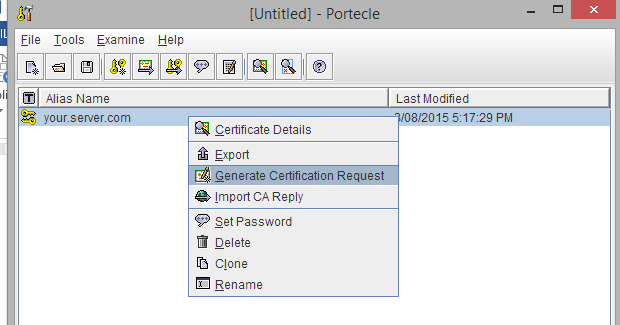 [Untitled] - Portecle
File Tools Examine Help
T Alias Name Last Modified
your.server.com /08/2015 5:17:29 PM
Certificate Details
Export
Generate Certification Request
Import CA Reply
Set Password
Delete
Clone
Rename